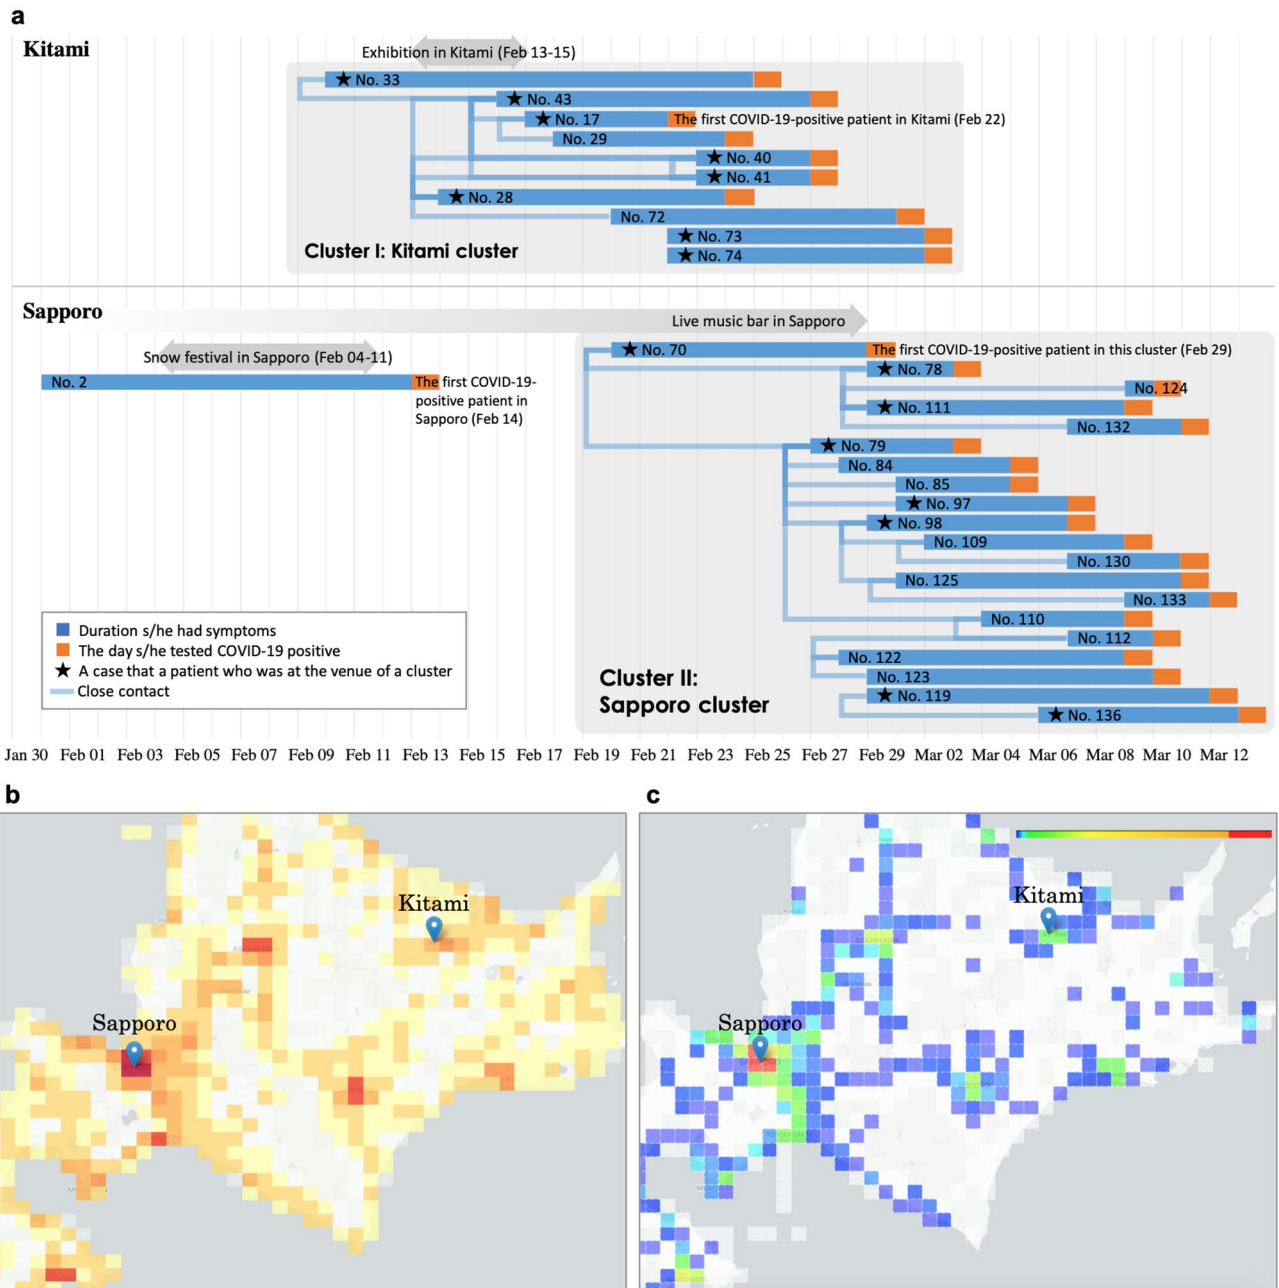 a
Kitami
Exhibition in Kitami (Feb 13-15)
No. 33
No. 43
No. 17
The first COVID-19-positive patient in Kitami (Feb 22)
No. 29
No. 40
No. 41
No. 28
No. 72
No. 73
No. 74
Cluster I: Kitami cluster
Sapporo
Live music bar in Sapporo
Snow festival in Sapporo (Feb 04-11)
No. 2
The first COVID-19-
positive patient in
Sapporo (Feb 14)
No. 70
The first COVID-19-positive patient in this cluster (Feb 29)
No. 78
No. 124
No. 111
No. 132
No. 79
No. 84
No. 85
No. 97
No. 98
No. 109
No. 130
No. 125
No. 133
No. 110
No. 112
No. 122
No. 123
No. 119
No. 136
Cluster II:
Sapporo cluster
Duration s/he had symptoms
The day s/he tested COVID-19 positive
A case that a patient who was at the venue of a cluster
Close contact
Jan 30 Feb 01 Feb 03 Feb 05 Feb 07 Feb 09 Feb 11 Feb 13 Feb 15 Feb 17 Feb 19 Feb 21 Feb 23 Feb 25 Feb 27 Feb 29 Mar 02 Mar 04 Mar 06 Mar 08 Mar 10 Mar 12
b
Kitami
Sapporo
c
Kitami
Sapporo